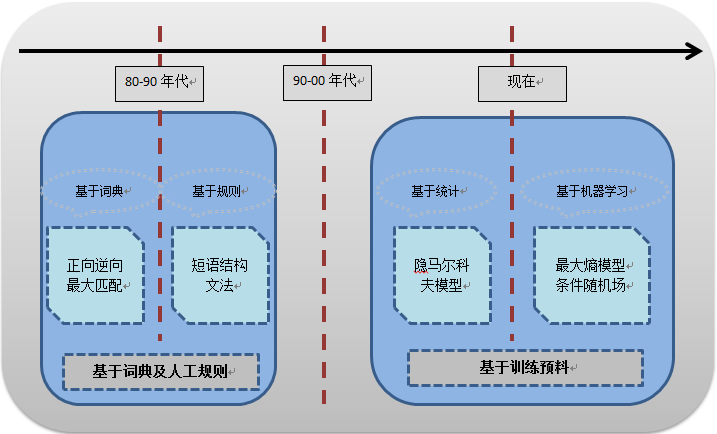 80-90 年代
90-00 年代
现在
基于词典
基于规则
基于统计
基于机器学习
正向逆向
最大匹配
短语结构
文法
隐马尔科
夫模型
最大熵模型
条件随机场
基于词典及人工规则
基于训练预料